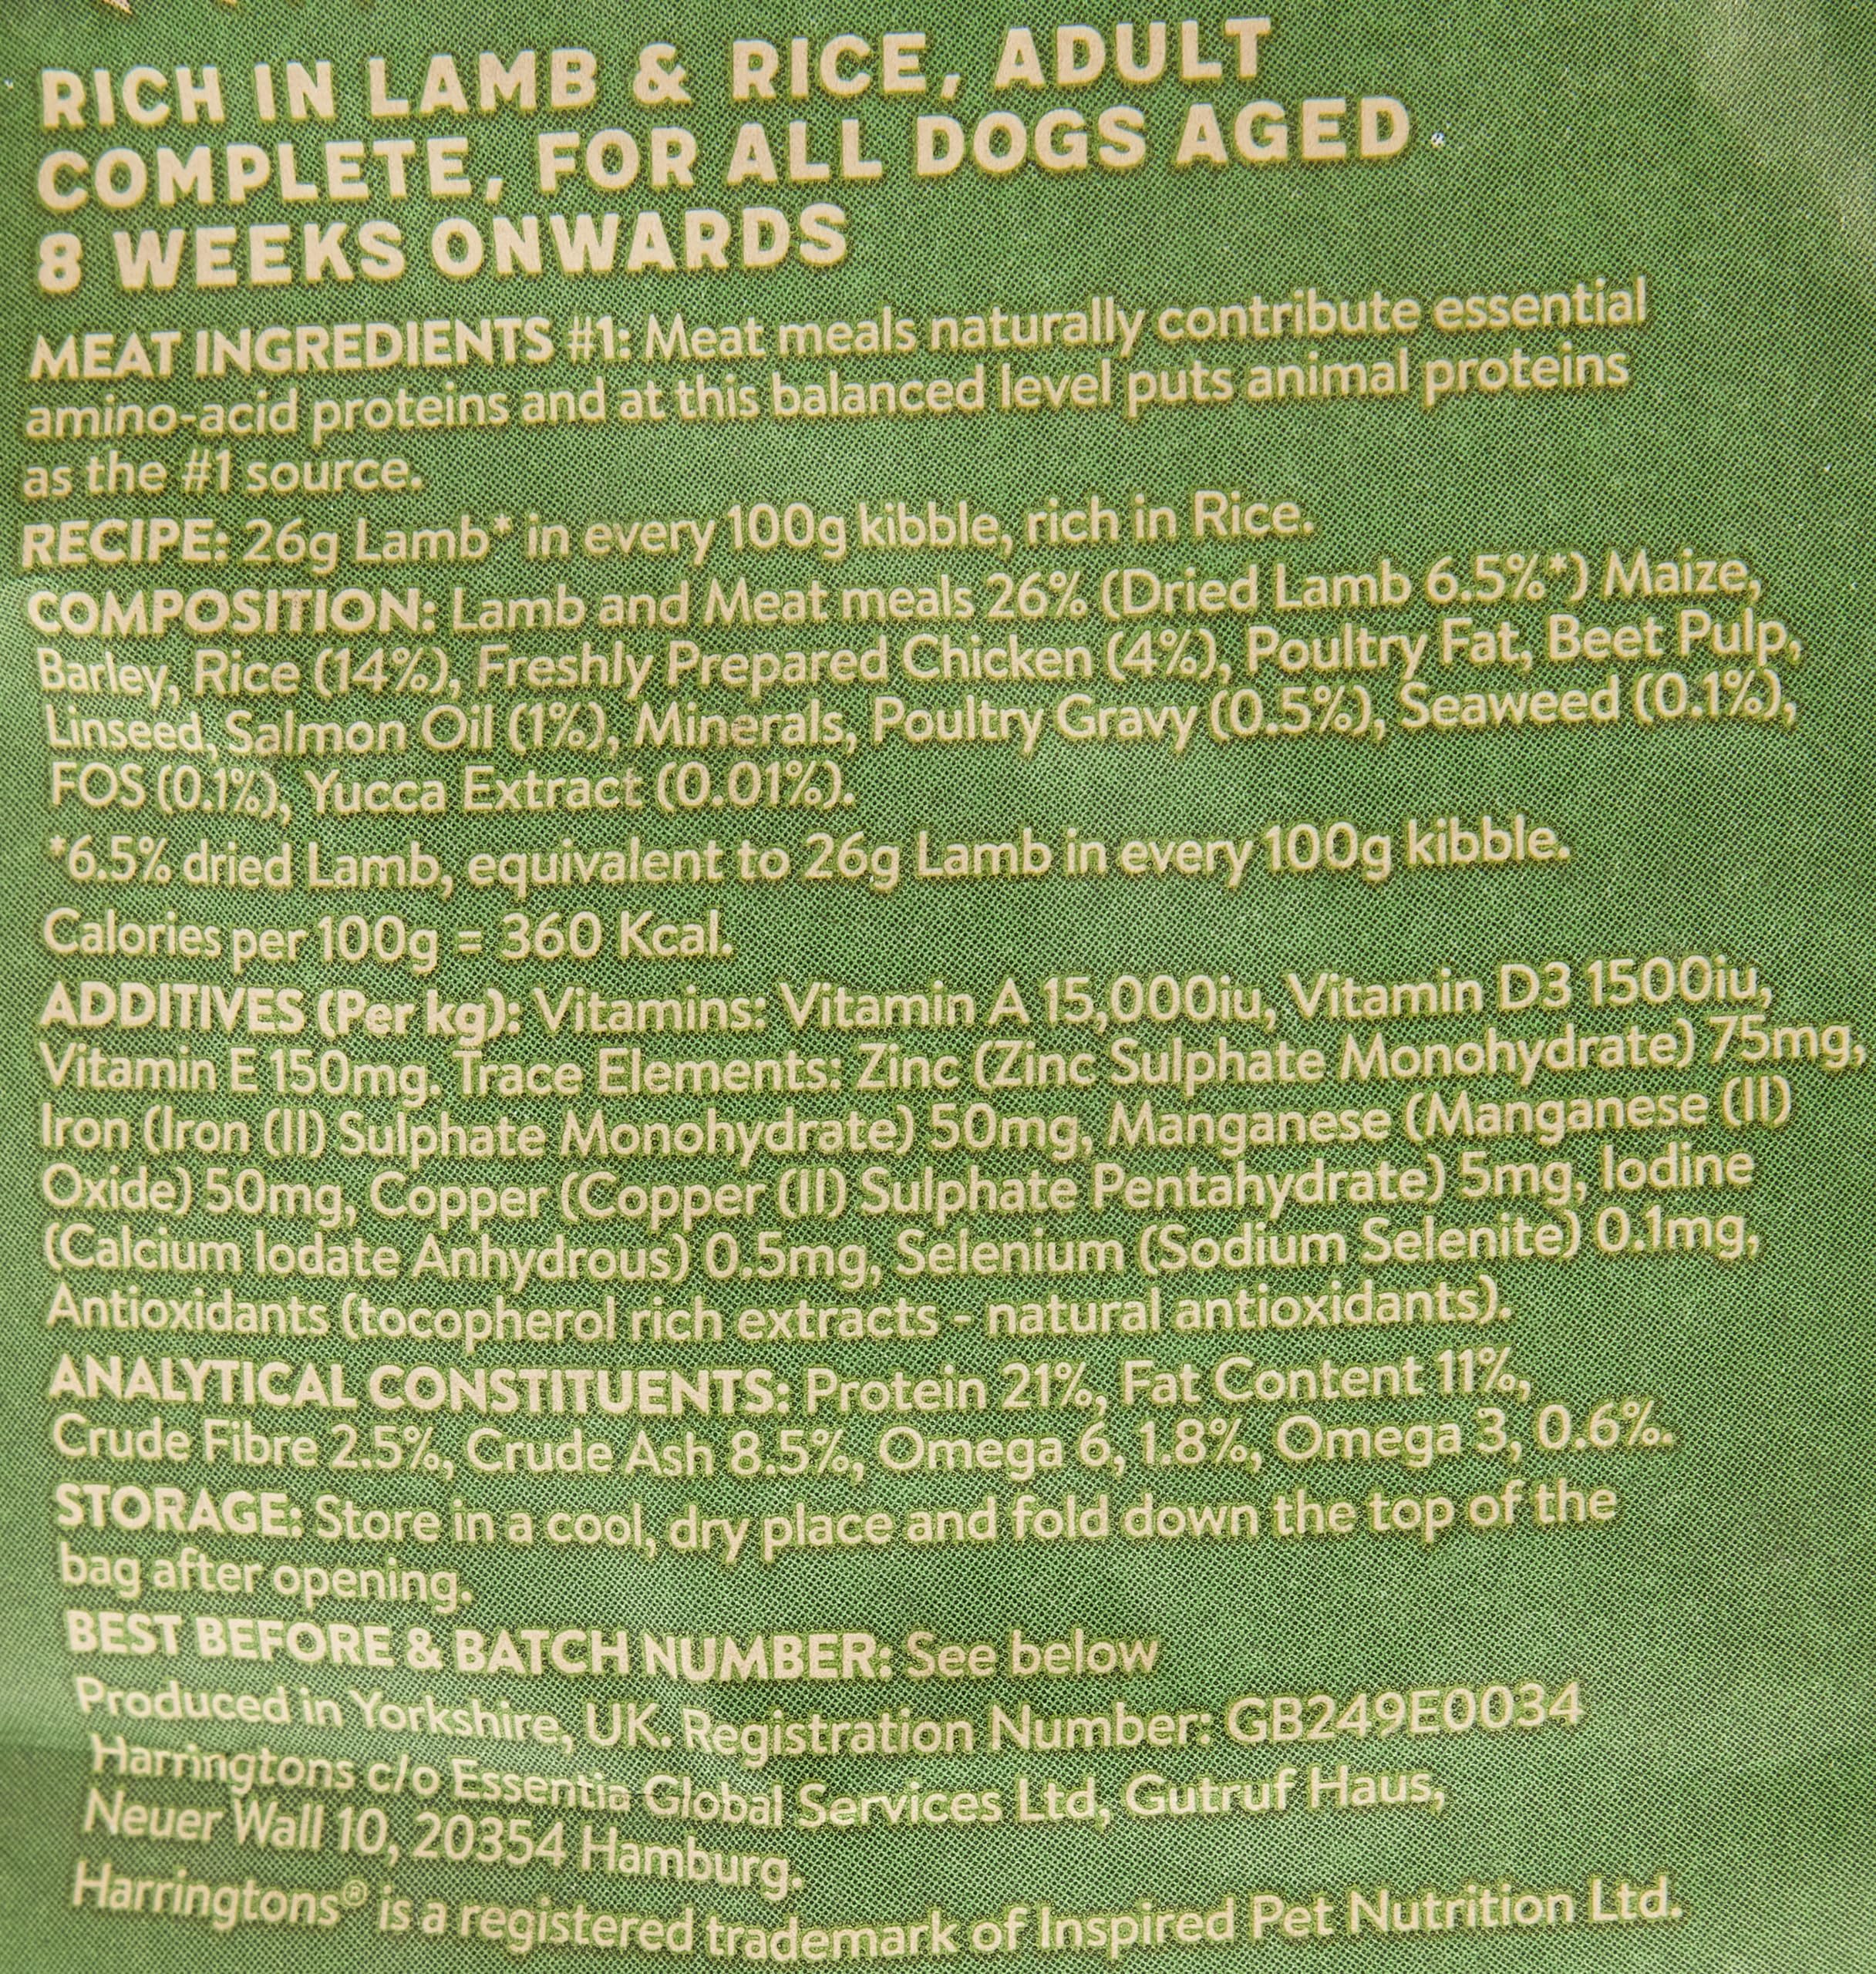 RICH IN LAMB & RICE, ADULT
COMPLETE, FOR ALL DOGS AGED
8 WEEKS ONWARDS
MEAT INGREDIENTS #1: Meat meals naturally contribute essential
amino-acid proteins and at this balanced level puts animal proteins
as the #1 source.
RECIPE: 26g Lamb* in every 100g kibble, rich in Rice.
COMPOSITION: Lamb and Meat meals 26% (Dried Lamb 6.5%*) Maize,
Barley, Rice (14%), Freshly Prepared Chicken (4%), Poultry Fat, Beet Pulp,
Linseed, Salmon Oil (1%), Minerals, Poultry Gravy (0.5%), Seaweed (0.1%),
FOS (0.1%), Yucca Extract (0.01%).
*6.5% dried Lamb, equivalent to 26g Lamb in every 100g kibble.
Calories per 100g = 360 Kcal.
ADDITIVES (Per kg): Vitamins: Vitamin A 15,000iu, Vitamin D3 1500iu,
Vitamin E 150mg. Trace Elements: Zinc (Zinc Sulphate Monohydrate) 75mg,
Iron (Iron (II) Sulphate Monohydrate) 50mg, Manganese (Manganese (II)
Oxide) 50mg, Copper (Copper (II) Sulphate Pentahydrate) 5mg, Iodine
(Calcium Iodate Anhydrous) 0.5mg, Selenium (Sodium Selenite) 0.1mg,
Antioxidants (tocopherol rich extracts - natural antioxidants).
ANALYTICAL CONSTITUENTS: Protein 21%, Fat Content 11%,
Crude Fibre 2.5%, Crude Ash 8.5%, Omega 6, 1.8%, Omega 3, 0.6%.
STORAGE: Store in a cool, dry place and fold down the top of the
bag after opening.
BEST BEFORE & BATCH NUMBER: See below
Produced in Yorkshire, UK. Registration Number: GB249E0034
Harringtons c/o Essentia Global Services Ltd, Gutruf Haus,
Neuer Wall 10, 20354 Hamburg.
Harringtons® is a registered trademark of Inspired Pet Nutrition Ltd.